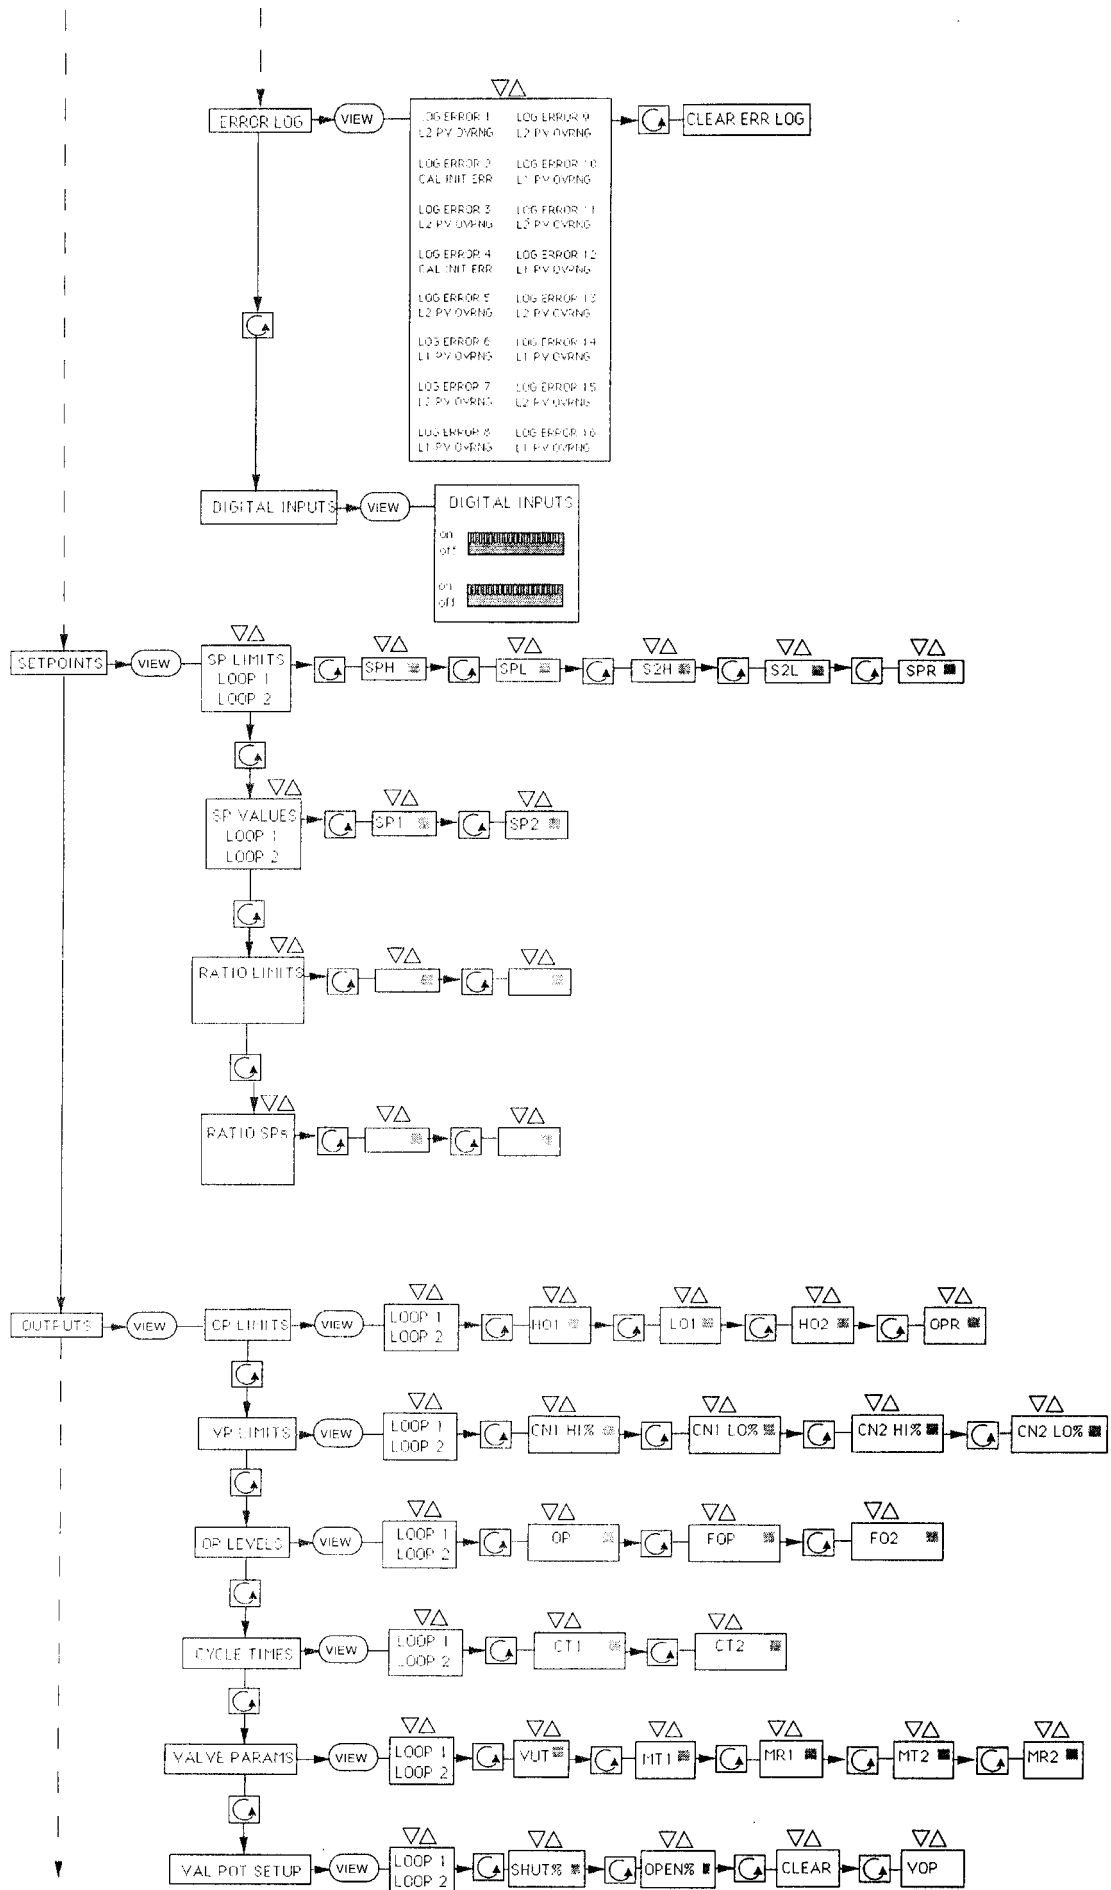 ERROR LOG
VIEW
LOG ERROR 1
L2 PV OVRNG
LOG ERROR 2
CAL INIT ERR
LOG ERROR 3
L2 PV OVRNG
LOG ERROR 4
CAL INIT ERR
LOG ERROR 5
L2 PV OVRNG
LOG ERROR 6
L1 PV OVRNG
LOG ERROR 7
L2 PV OVRNG
LOG ERROR 8
L1 PV OVRNG
LOG ERROR 9
L2 PV OVRNG
LOG ERROR 10
L1 PV OVRNG
LOG ERROR 11
L2 PV OVRNG
LOG ERROR 12
L1 PV OVRNG
LOG ERROR 13
L2 PV OVRNG
LOG ERROR 14
L1 PV OVRNG
LOG ERROR 15
L2 PV OVRNG
LOG ERROR 16
L1 PV OVRNG
CLEAR ERR LOG
DIGITAL INPUTS
VIEW
DIGITAL INPUTS
on
off
on
off
SETPOINTS
VIEW
SP LIMITS
LOOP 1
LOOP 2
SPH
SPL
S2H
S2L
SPR
SP VALUES
LOOP 1
LOOP 2
SP1
SP2
RATIO LIMITS
RATIO SPs
OUTPUTS
VIEW
OP LIMITS
VIEW
LOOP 1
LOOP 2
HO1
LO1
HO2
OPR
VP LIMITS
VIEW
LOOP 1
LOOP 2
CN1 HI%
CN1 LO%
CN2 HI%
CN2 LO%
OP LEVELS
VIEW
LOOP 1
LOOP 2
OP
FOP
FO2
CYCLE TIMES
VIEW
LOOP 1
LOOP 2
CT1
CT2
VALVE PARAMS
VIEW
LOOP 1
LOOP 2
VUT
MT1
MR1
MT2
MR2
VAL POT SETUP
VIEW
LOOP 1
LOOP 2
SHUT%
OPEN%
CLEAR
VOP